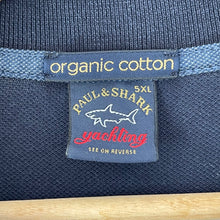 organic cotton
5XL
PAUL & SHARK
yachting
SEE ON REVERSE